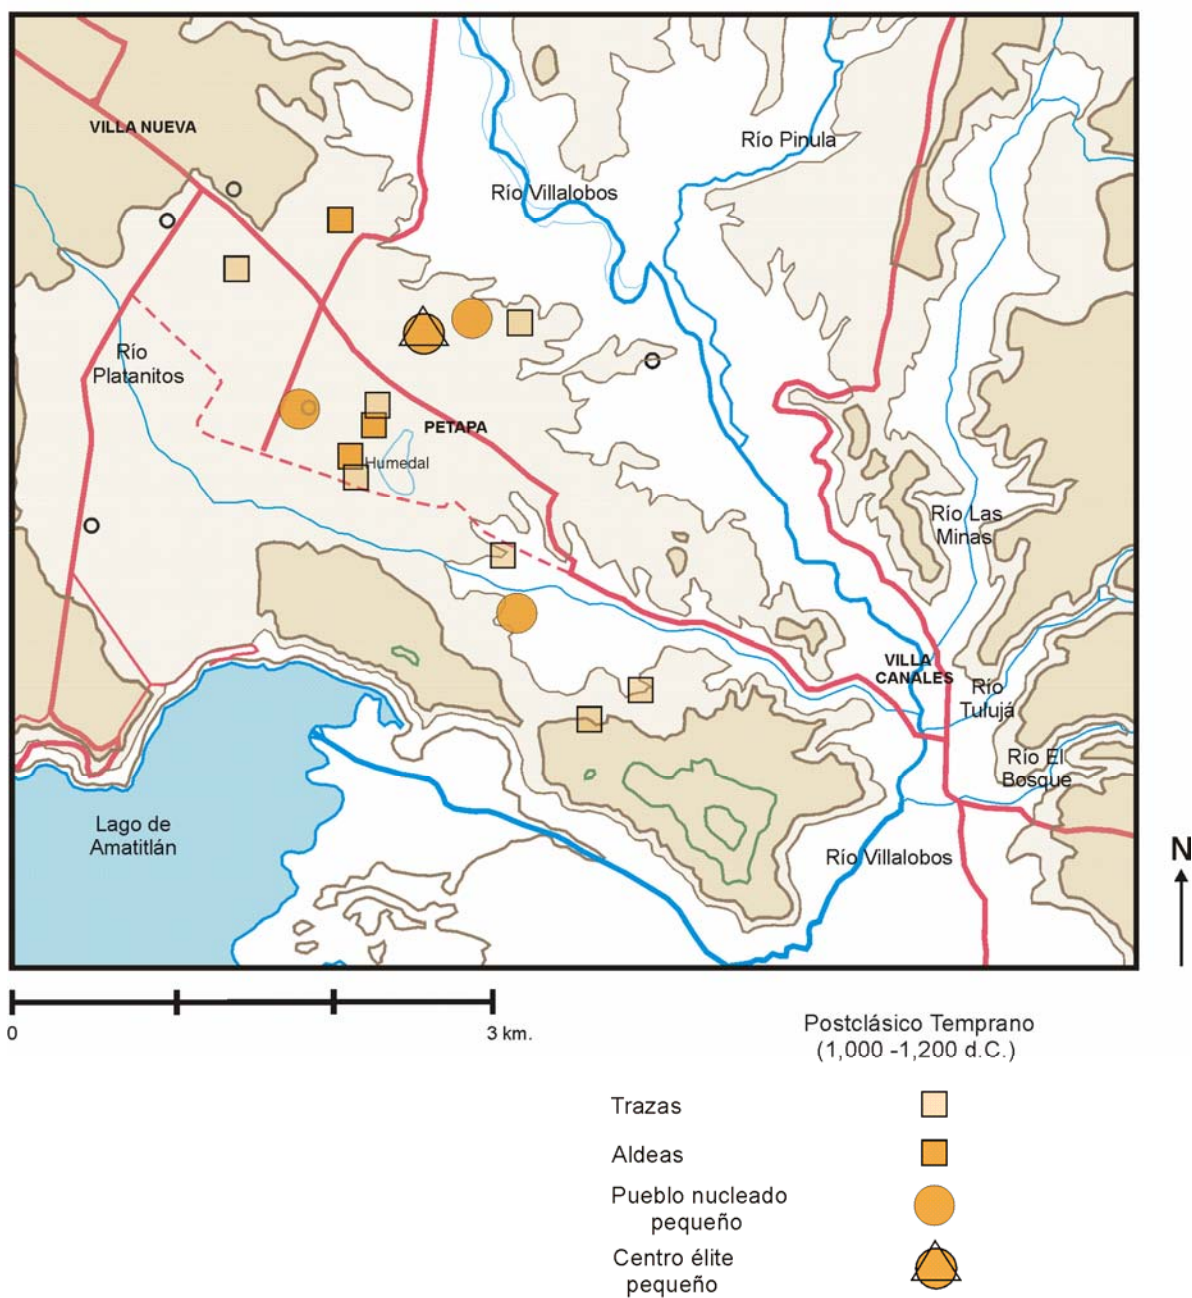 VILLA NUEVA
Río Pinula
Río Villalobos
Río
Platanitos
PETAPA
Humedal
Río Las
Minas
VILLA
CANALES
Río
Tulujá
Río El
Bosque
Lago de
Amatitlán
Río Villalobos
N
0
3 km.
Postclásico Temprano
(1,000 -1,200 d.C.)
Trazas
Aldeas
Pueblo nucleado
pequeño
Centro élite
pequeño